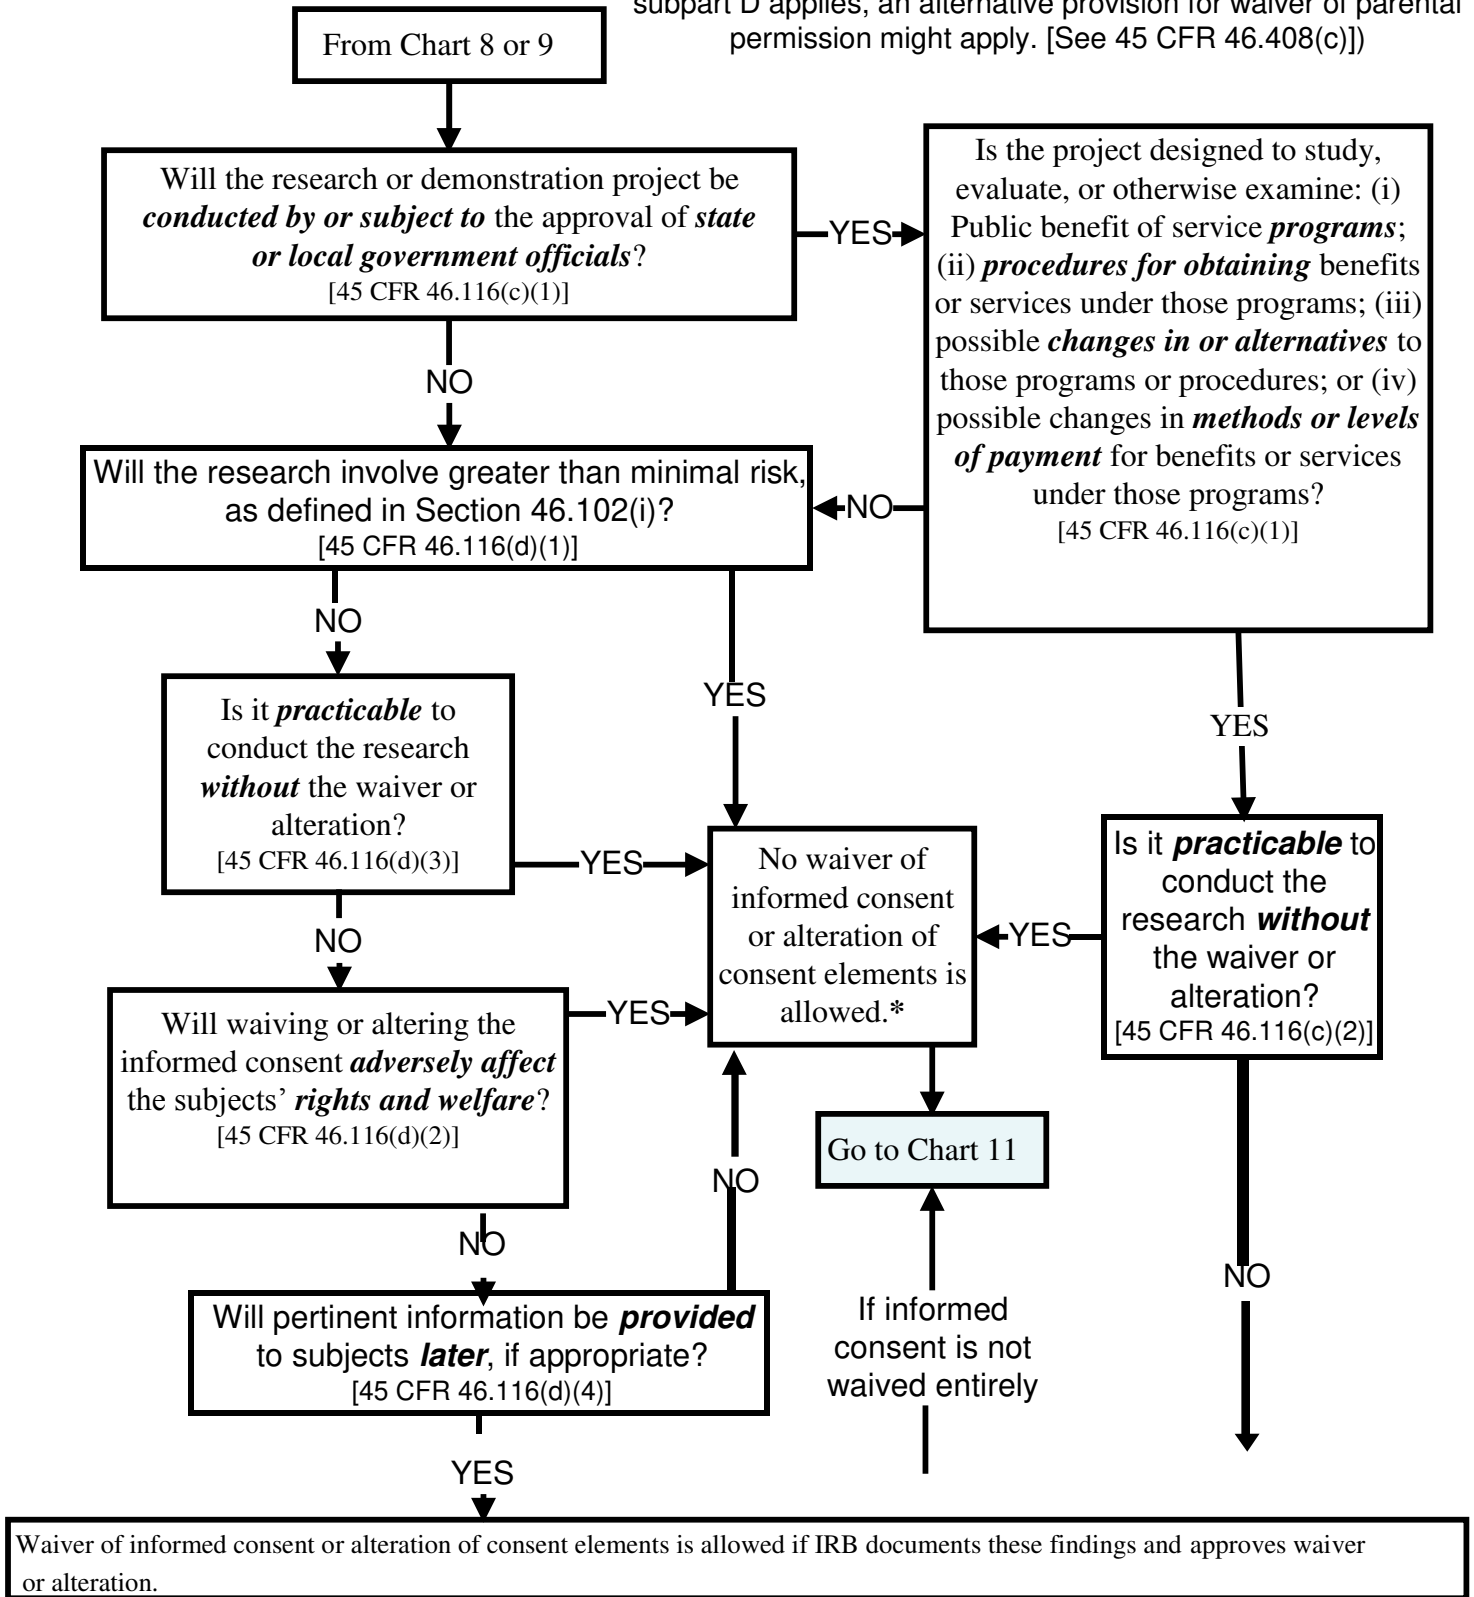 subpart D applies, an alternative provision for waiver of parental
permission might apply. [See 45 CFR 46.408(c)])
From Chart 8 or 9
Will the research or demonstration project be
conducted by or subject to the approval of state
or local government officials?
[45 CFR 46.116(c)(1)]
YES
Is the project designed to study,
evaluate, or otherwise examine: (i)
Public benefit of service programs;
(ii) procedures for obtaining benefits
or services under those programs; (iii)
possible changes in or alternatives to
those programs or procedures; or (iv)
possible changes in methods or levels
of payment for benefits or services
under those programs?
[45 CFR 46.116(c)(1)]
NO
NO
Will the research involve greater than minimal risk,
as defined in Section 46.102(i)?
[45 CFR 46.116(d)(1)]
NO
YES
YES
Is it practicable to
conduct the research
without the waiver or
alteration?
[45 CFR 46.116(d)(3)]
YES
No waiver of
informed consent
or alteration of
consent elements is
allowed.*
YES
Is it practicable to
conduct the
research without
the waiver or
alteration?
[45 CFR 46.116(c)(2)]
NO
Will waiving or altering the
informed consent adversely affect
the subjects’ rights and welfare?
[45 CFR 46.116(d)(2)]
YES
Go to Chart 11
NO
NO
NO
Will pertinent information be provided
to subjects later, if appropriate?
[45 CFR 46.116(d)(4)]
If informed
consent is not
waived entirely
YES
Waiver of informed consent or alteration of consent elements is allowed if IRB documents these findings and approves waiver
or alteration.